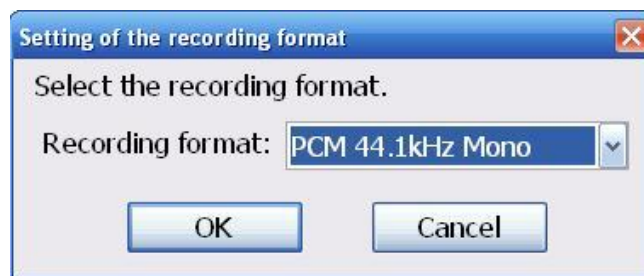 Setting of the recording format
Select the recording format.
Recording format: PCM 44.1kHz Mono
OK Cancel